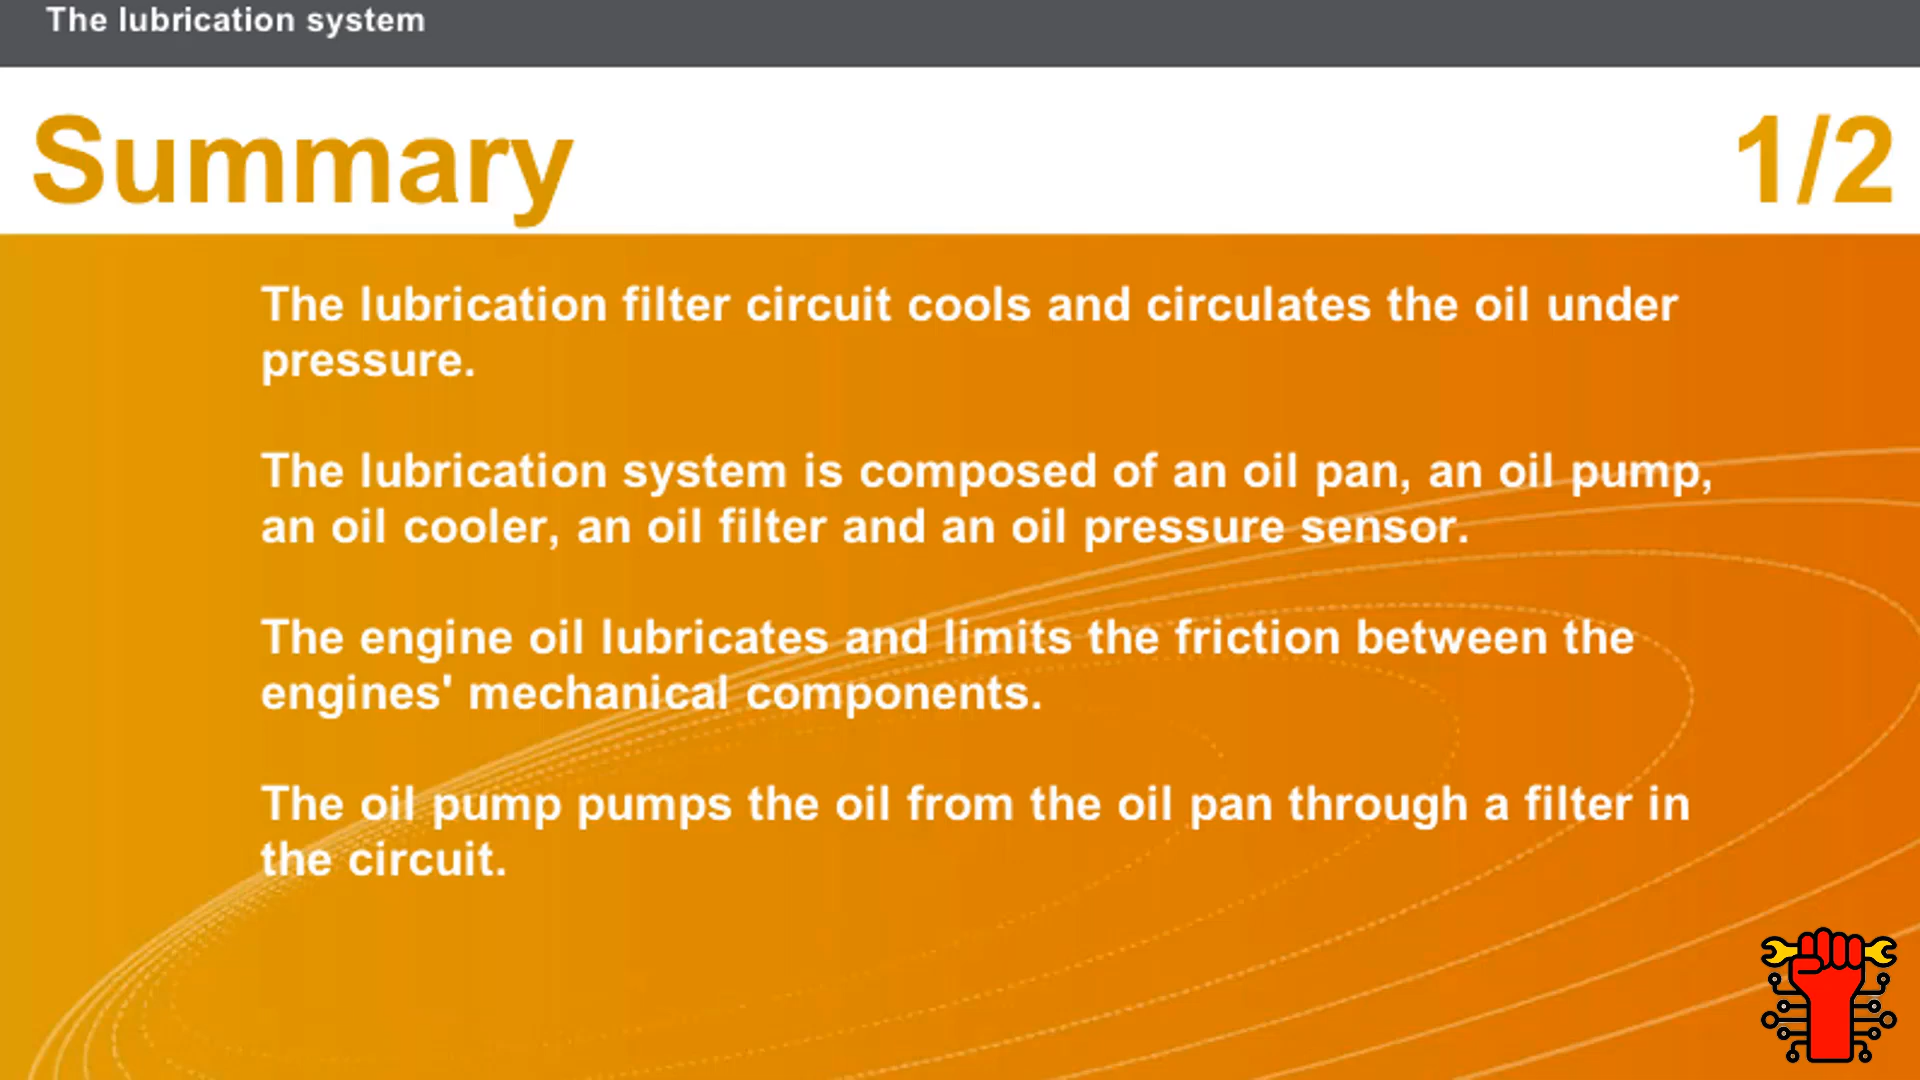 The lubrication system
Summary
1/2
The lubrication filter circuit cools and circulates the oil under
pressure.
The lubrication system is composed of an oil pan, an oil pump,
an oil cooler, an oil filter and an oil pressure sensor.
The engine oil lubricates and limits the friction between the
engines' mechanical components.
The oil pump pumps the oil from the oil pan through a filter in
the circuit.